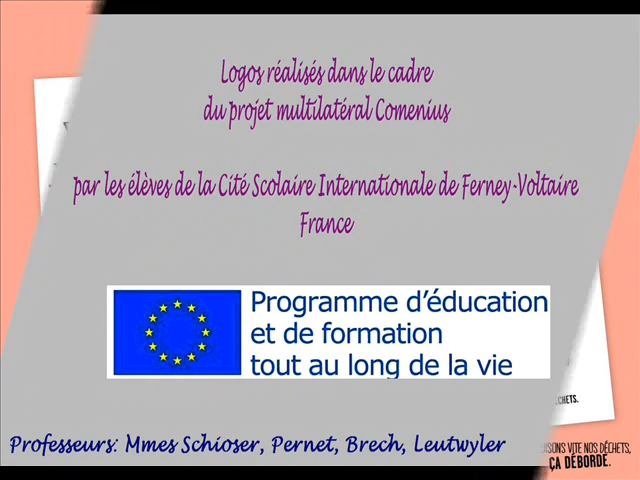 Logos réalisés dans le cadre
du projet multilatéral Comenius
par les élèves de la Cité Scolaire Internationale de Ferney-Voltaire
France
Programme d'éducation
et de formation
tout au long de la vie
Professeurs: Mmes Schioser, Pernet, Brech, Leutwyler
VITE NOS DÉCHETS,
ÇA DÉBORDE.